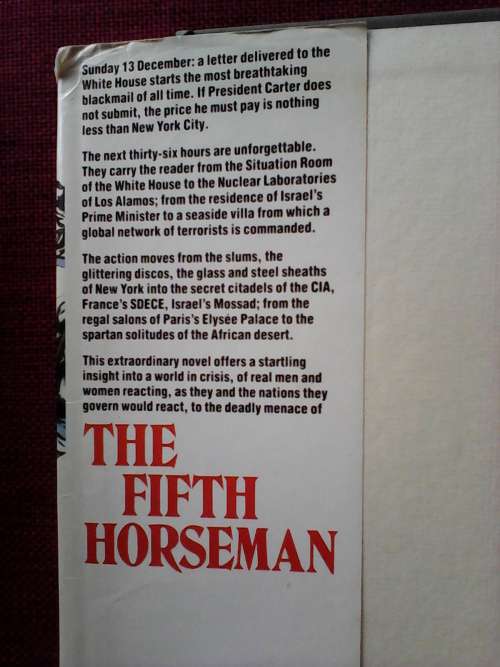 Sunday 13 December: a letter delivered to the
White House starts the most breathtaking
blackmail of all time. If President Carter does
not submit, the price he must pay is nothing
less than New York City.
The next thirty-six hours are unforgettable.
They carry the reader from the Situation Room
of the White House to the Nuclear Laboratories
of Los Alamos; from the residence of Israel's
Prime Minister to a seaside villa from which a
global network of terrorists is commanded.
The action moves from the slums, the
glittering discos, the glass and steel sheaths
of New York into the secret citadels of the CIA,
France's SDECE, Israel's Mossad; from the
regal salons of Paris's Elysée Palace to the
spartan solitudes of the African desert.
This extraordinary novel offers a startling
insight into a world in crisis, of real men and
women reacting, as they and the nations they
govern would react, to the deadly menace of
THE
FIFTH
HORSEMAN